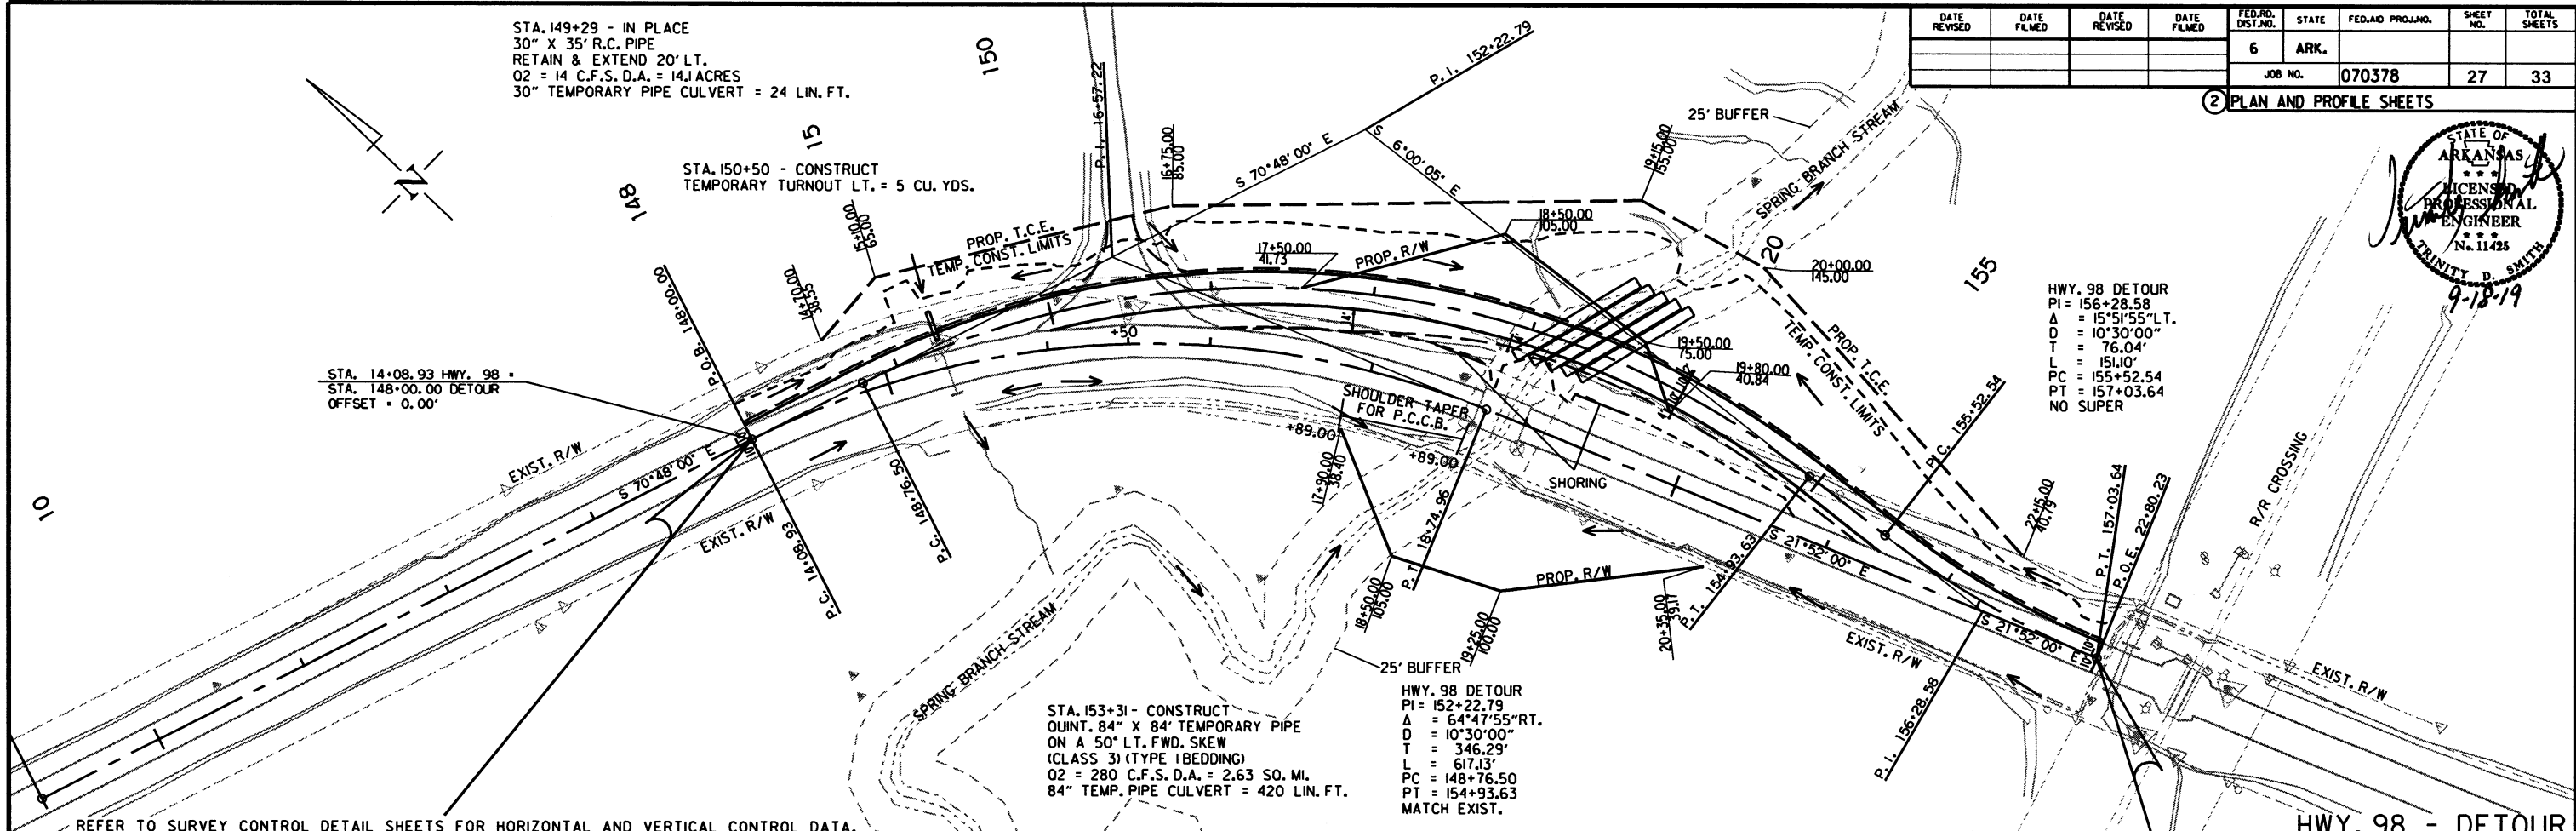 STA. 149+29 - IN PLACE
30" X 35' R.C. PIPE
RETAIN & EXTEND 20' LT.
Q2 = 14 C.F.S. D.A. = 14.1 ACRES
30" TEMPORARY PIPE CULVERT = 24 LIN. FT.
STA. 150+50 - CONSTRUCT
TEMPORARY TURNOUT LT. = 5 CU. YDS.
DATE REVISED
DATE FILMED
DATE REVISED
DATE FILMED
FED.RD. DIST.NO.
STATE
FED.AID PROJ.NO.
SHEET NO.
TOTAL SHEETS
6
ARK.
JOB NO.
070378
27
33
2 PLAN AND PROFILE SHEETS
STATE OF
ARKANSAS
LICENSED
PROFESSIONAL
ENGINEER
No. 11425
TRINITY D. SMITH
9-18-19
N
10
148
15
150
20
155
P.I. 16+57.22
P.I. 152+22.79
S 70°48'00" E
S 6°00'05" E
16+75.00
85.00
19+15.00
155.00
25' BUFFER
SPRING BRANCH STREAM
15+10.00
65.00
14+70.00
38.55
PROP. T.C.E.
TEMP. CONST. LIMITS
17+50.00
41.73
PROP. R/W
18+50.00
105.00
20+00.00
145.00
PROP. T.C.E.
TEMP. CONST. LIMITS
19+50.00
75.00
19+80.00
40.84
HWY. 98 DETOUR
PI = 156+28.58
Δ = 15°51'55" LT.
D = 10°30'00"
T = 76.04'
L = 151.10'
PC = 155+52.54
PT = 157+03.64
NO SUPER
P.O.B. 148+00.00
STA. 14+08.93 HWY. 98 =
STA. 148+00.00 DETOUR
OFFSET = 0.00'
EXIST. R/W
S 70°48'00" E
EXIST. R/W
P.C. 14+08.93
P.C. 148+76.50
+50
SHOULDER TAPER
FOR P.C.C.B.
+89.00
+89.00
17+90.00
38.40
P.T. 18+74.96
SHORING
18+50.00
105.00
19+25.00
100.00
PROP. R/W
20+35.00
39.17
P.T. 154+93.63
S 21°52'00" E
P.C. 155+52.54
22+15.00
40.79
P.T. 157+03.64
P.O.E. 22+80.23
R/R CROSSING
S 21°52'00" E
EXIST. R/W
EXIST. R/W
P.I. 156+28.58
SPRING BRANCH STREAM
25' BUFFER
STA. 153+31 - CONSTRUCT
QUINT. 84" X 84' TEMPORARY PIPE
ON A 50° LT. FWD. SKEW
(CLASS 3) (TYPE 1 BEDDING)
Q2 = 280 C.F.S. D.A. = 2.63 SQ. MI.
84" TEMP. PIPE CULVERT = 420 LIN. FT.
HWY. 98 DETOUR
PI = 152+22.79
Δ = 64°47'55" RT.
D = 10°30'00"
T = 346.29'
L = 617.13'
PC = 148+76.50
PT = 154+93.63
MATCH EXIST.
REFER TO SURVEY CONTROL DETAIL SHEETS FOR HORIZONTAL AND VERTICAL CONTROL DATA.
HWY. 98 - DETOUR